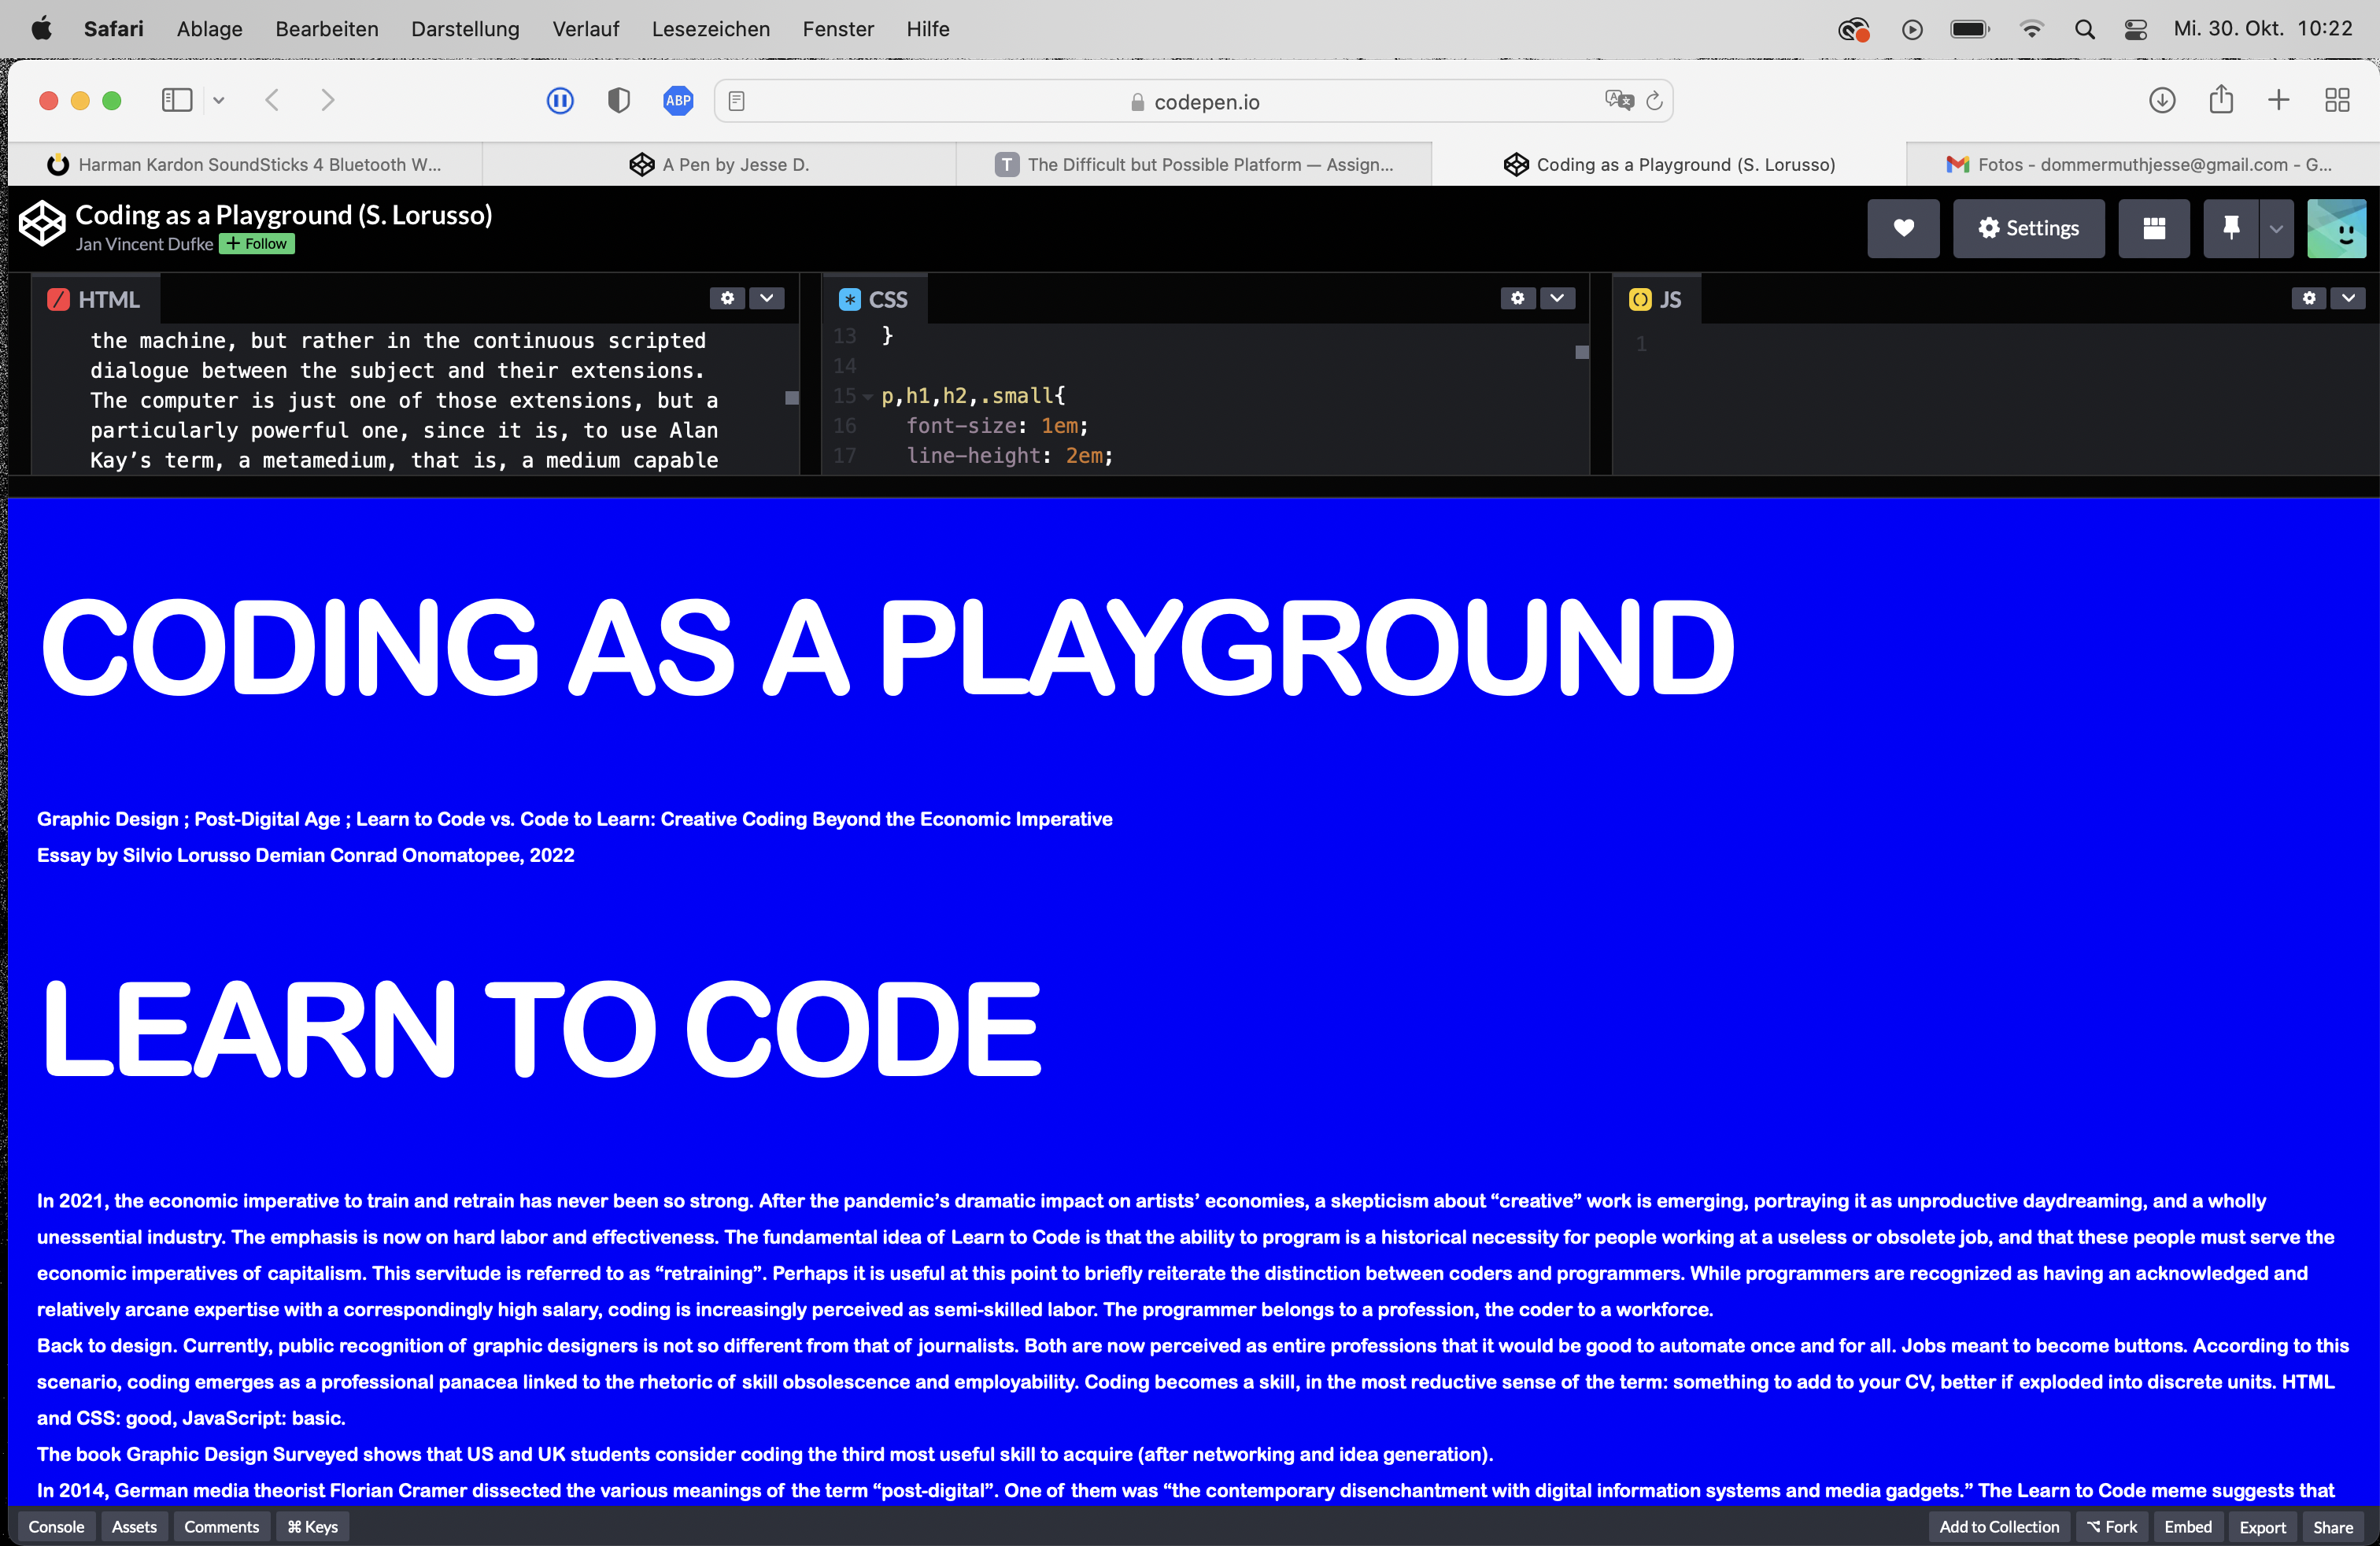 Safari Ablage Bearbeiten Darstellung Verlauf Lesezeichen Fenster Hilfe Mi. 30. Okt. 10:22
ABP codepen.io
Harman Kardon SoundSticks 4 Bluetooth W... A Pen by Jesse D. T The Difficult but Possible Platform — Assign... Coding as a Playground (S. Lorusso) Fotos - dommermuthjesse@gmail.com - G...
Coding as a Playground (S. Lorusso)
Jan Vincent Dufke + Follow
Settings
HTML
the machine, but rather in the continuous scripted
dialogue between the subject and their extensions.
The computer is just one of those extensions, but a
particularly powerful one, since it is, to use Alan
Kay’s term, a metamedium, that is, a medium capable
CSS
13 }
14
15 p,h1,h2,.small{
16 font-size: 1em;
17 line-height: 2em;
JS
1
CODING AS A PLAYGROUND
Graphic Design ; Post-Digital Age ; Learn to Code vs. Code to Learn: Creative Coding Beyond the Economic Imperative
Essay by Silvio Lorusso Demian Conrad Onomatopee, 2022
LEARN TO CODE
In 2021, the economic imperative to train and retrain has never been so strong. After the pandemic’s dramatic impact on artists’ economies, a skepticism about “creative” work is emerging, portraying it as unproductive daydreaming, and a wholly
unessential industry. The emphasis is now on hard labor and effectiveness. The fundamental idea of Learn to Code is that the ability to program is a historical necessity for people working at a useless or obsolete job, and that these people must serve the
economic imperatives of capitalism. This servitude is referred to as “retraining”. Perhaps it is useful at this point to briefly reiterate the distinction between coders and programmers. While programmers are recognized as having an acknowledged and
relatively arcane expertise with a correspondingly high salary, coding is increasingly perceived as semi-skilled labor. The programmer belongs to a profession, the coder to a workforce.
Back to design. Currently, public recognition of graphic designers is not so different from that of journalists. Both are now perceived as entire professions that it would be good to automate once and for all. Jobs meant to become buttons. According to this
scenario, coding emerges as a professional panacea linked to the rhetoric of skill obsolescence and employability. Coding becomes a skill, in the most reductive sense of the term: something to add to your CV, better if exploded into discrete units. HTML
and CSS: good, JavaScript: basic.
The book Graphic Design Surveyed shows that US and UK students consider coding the third most useful skill to acquire (after networking and idea generation).
In 2014, German media theorist Florian Cramer dissected the various meanings of the term “post-digital”. One of them was “the contemporary disenchantment with digital information systems and media gadgets.” The Learn to Code meme suggests that
Console Assets Comments ⌘ Keys Add to Collection ⌥ Fork Embed Export Share